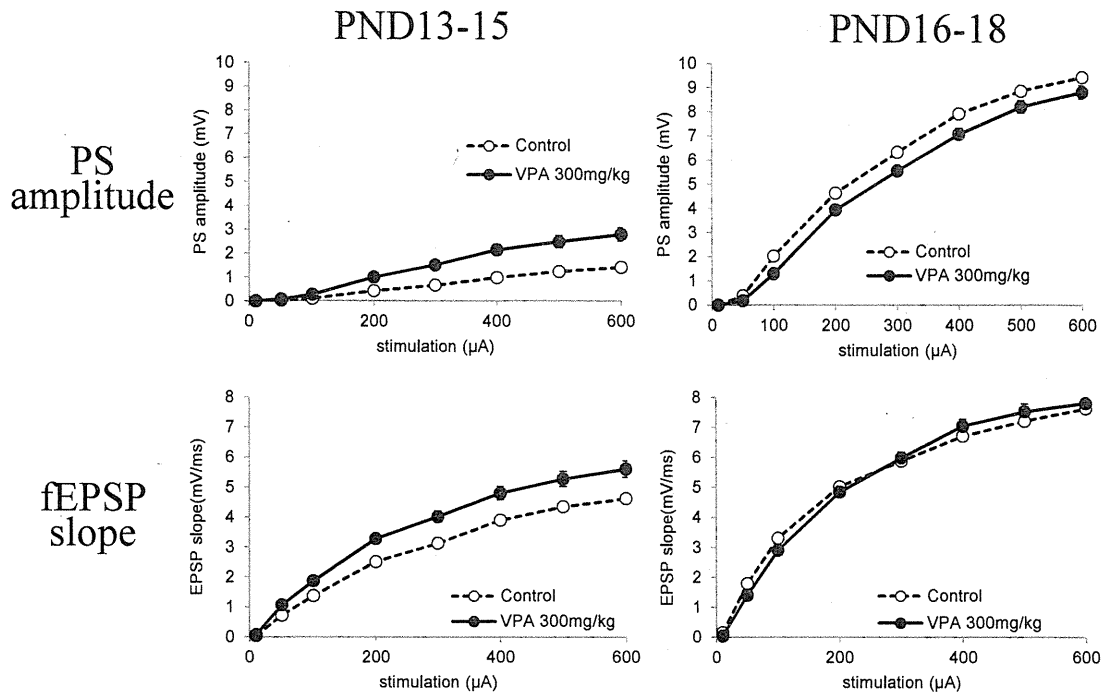 PND13-15
PND16-18
PS
amplitude
PS amplitude (mV)
10
9
8
7
6
5
4
3
2
1
0
Control
VPA 300mg/kg
0
200
400
600
stimulation (µA)
PS amplitude (mV)
10
9
8
7
6
5
4
3
2
1
0
Control
VPA 300mg/kg
0
100
200
300
400
500
600
stimulation (µA)
fEPSP
slope
EPSP slope(mV/ms)
8
7
6
5
4
3
2
1
0
Control
VPA 300mg/kg
0
200
400
600
stimulation (µA)
EPSP slope(mV/ms)
8
7
6
5
4
3
2
1
0
Control
VPA 300mg/kg
0
200
400
600
stimulation (µA)